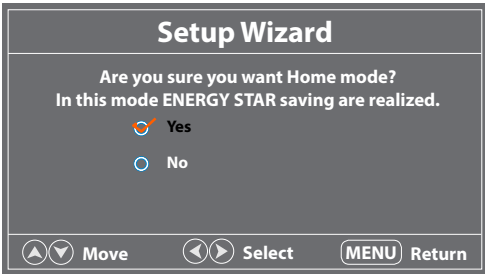 Setup Wizard
Are you sure you want Home mode?
In this mode ENERGY STAR saving are realized.
Yes
No
Move Select MENU Return